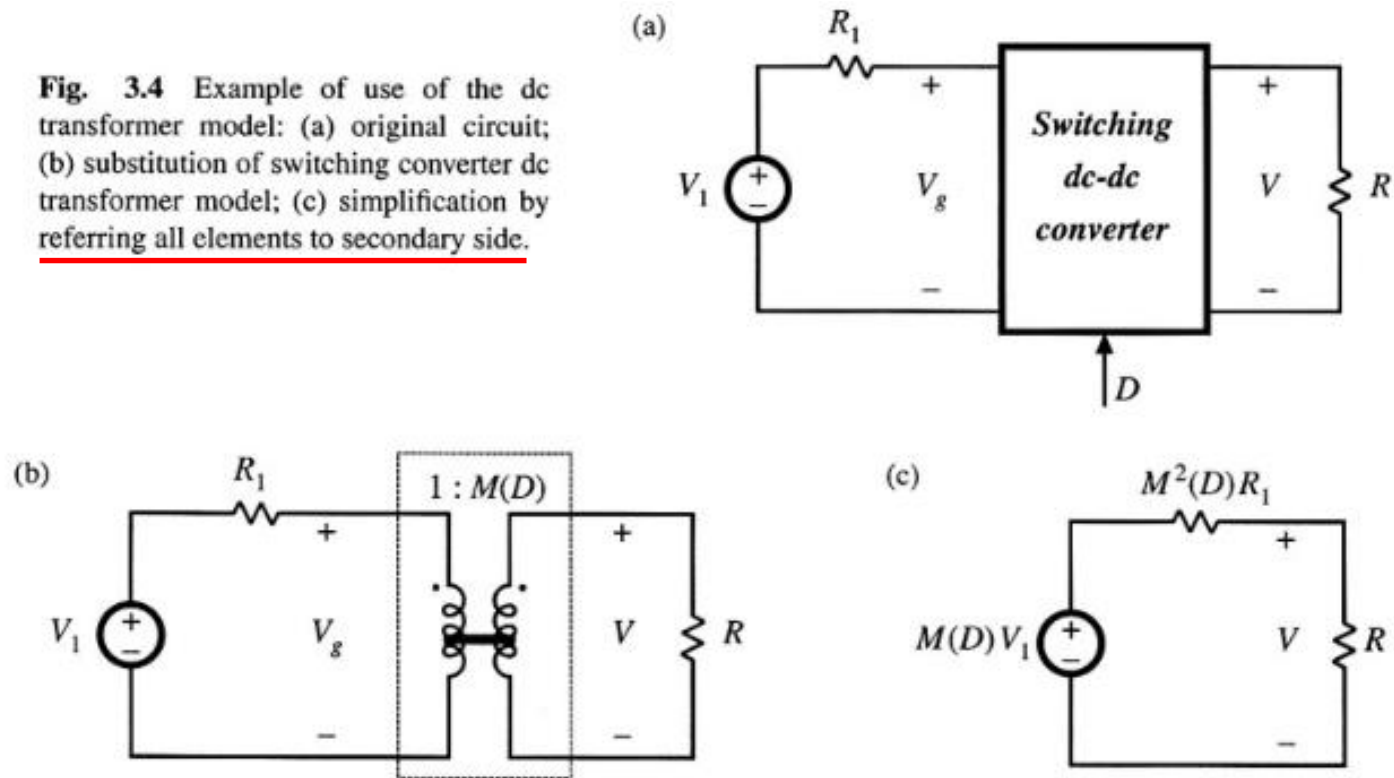 Fig. 3.4 Example of use of the dc
transformer model: (a) original circuit;
(b) substitution of switching converter dc
transformer model; (c) simplification by
referring all elements to secondary side.
(a)
R₁
+
+
Switching
dc-dc
converter
V₁
+
−
V_g
V
R
−
−
D
(b)
R₁
1 : M(D)
+
+
V₁
+
−
V_g
V
R
−
−
(c)
M²(D)R₁
+
M(D)V₁
+
−
V
R
−